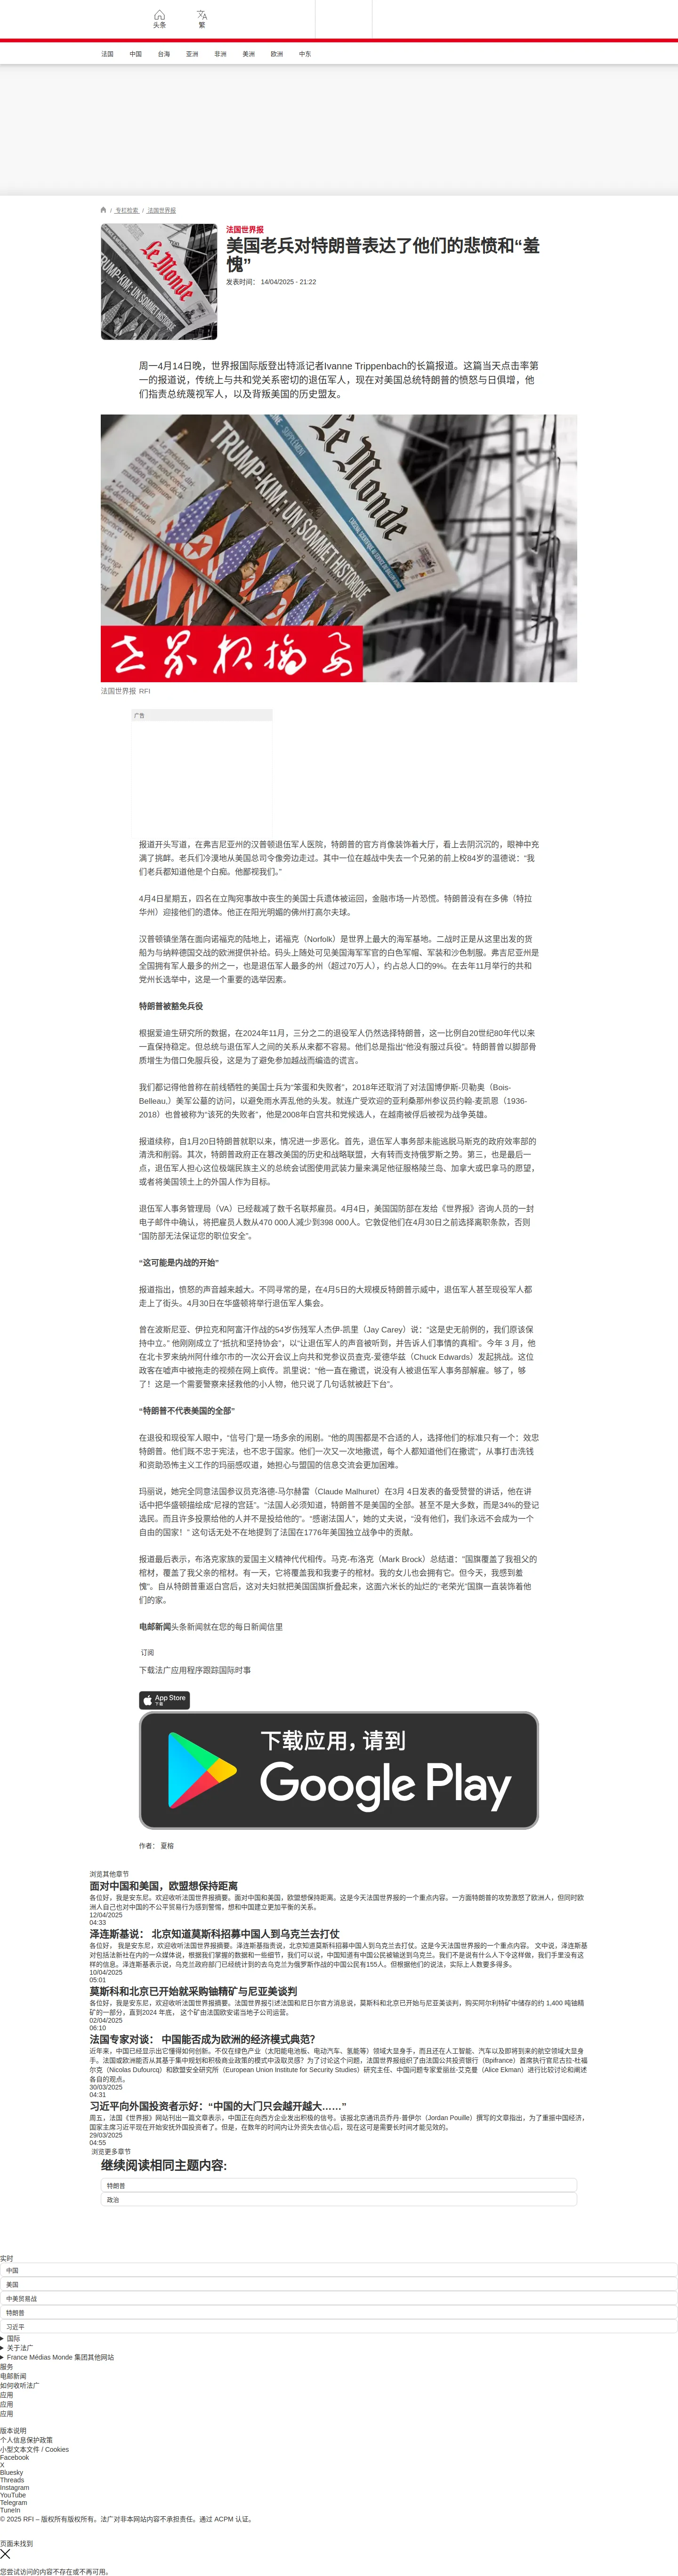 头条
繁
法国
中国
台海
亚洲
非洲
美洲
欧洲
中东
/ 专栏检索 / 法国世界报
法国世界报
美国老兵对特朗普表达了他们的悲愤和“羞
愧”
发表时间： 14/04/2025 - 21:22
Le Monde
TRUMP-KIM : UN SOMMET HISTORIQUE
周一4月14日晚，世界报国际版登出特派记者Ivanne Trippenbach的长篇报道。这篇当天点击率第
一的报道说，传统上与共和党关系密切的退伍军人，现在对美国总统特朗普的愤怒与日俱增，他
们指责总统蔑视军人，以及背叛美国的历史盟友。
Le Monde
TRUMP-KIM : UN SOMMET HISTORIQUE
世界报摘要
法国世界报 RFI
广告
报道开头写道，在弗吉尼亚州的汉普顿退伍军人医院，特朗普的官方肖像装饰着大厅，看上去阴沉沉的，眼神中充
满了挑衅。老兵们冷漠地从美国总司令像旁边走过。其中一位在越战中失去一个兄弟的前上校84岁的温德说：“我
们老兵都知道他是个白痴。他鄙视我们。”
4月4日星期五，四名在立陶宛事故中丧生的美国士兵遗体被运回，金融市场一片恐慌。特朗普没有在多佛（特拉
华州）迎接他们的遗体。他正在阳光明媚的佛州打高尔夫球。
汉普顿镇坐落在面向诺福克的陆地上，诺福克（Norfolk）是世界上最大的海军基地。二战时正是从这里出发的货
船为与纳粹德国交战的欧洲提供补给。码头上随处可见美国海军军官的白色军帽、军装和沙色制服。弗吉尼亚州是
全国拥有军人最多的州之一，也是退伍军人最多的州（超过70万人），约占总人口的9%。在去年11月举行的共和
党州长选举中，这是一个重要的选举因素。
特朗普被豁免兵役
根据爱迪生研究所的数据，在2024年11月，三分之二的退役军人仍然选择特朗普，这一比例自20世纪80年代以来
一直保持稳定。但总统与退伍军人之间的关系从来都不容易。他们总是指出“他没有服过兵役”。特朗普曾以脚部骨
质增生为借口免服兵役，这是为了避免参加越战而编造的谎言。
我们都记得他曾称在前线牺牲的美国士兵为“笨蛋和失败者”，2018年还取消了对法国博伊斯-贝勒奥（Bois-
Belleau,）美军公墓的访问，以避免雨水弄乱他的头发。就连广受欢迎的亚利桑那州参议员约翰-麦凯恩（1936-
2018）也曾被称为“该死的失败者”，他是2008年白宫共和党候选人，在越南被俘后被视为战争英雄。
报道续称，自1月20日特朗普就职以来，情况进一步恶化。首先，退伍军人事务部未能逃脱马斯克的政府效率部的
清洗和削弱。其次，特朗普政府正在篡改美国的历史和战略联盟，大有转而支持俄罗斯之势。第三，也是最后一
点，退伍军人担心这位极端民族主义的总统会试图使用武装力量来满足他征服格陵兰岛、加拿大或巴拿马的愿望，
或者将美国领土上的外国人作为目标。
退伍军人事务管理局（VA）已经裁减了数千名联邦雇员。4月4日，美国国防部在发给《世界报》咨询人员的一封
电子邮件中确认，将把雇员人数从470 000人减少到398 000人。它敦促他们在4月30日之前选择离职条款，否则
“国防部无法保证您的职位安全”。
“这可能是内战的开始”
报道指出，愤怒的声音越来越大。不同寻常的是，在4月5日的大规模反特朗普示威中，退伍军人甚至现役军人都
走上了街头。4月30日在华盛顿将举行退伍军人集会。
曾在波斯尼亚、伊拉克和阿富汗作战的54岁伤残军人杰伊-凯里（Jay Carey）说：“这是史无前例的，我们原该保
持中立。” 他刚刚成立了“抵抗和坚持协会”，以“让退伍军人的声音被听到，并告诉人们事情的真相”。今年 3 月，他
在北卡罗来纳州阿什维尔市的一次公开会议上向共和党参议员查克-爱德华兹（Chuck Edwards）发起挑战。这位
政客在嘘声中被拖走的视频在网上疯传。凯里说：“他一直在撒谎，说没有人被退伍军人事务部解雇。够了，够
了！这是一个需要警察来拯救他的小人物，他只说了几句话就被赶下台”。
“特朗普不代表美国的全部”
在退役和现役军人眼中，“信号门”是一场多余的闹剧。“他的周围都是不合适的人，选择他们的标准只有一个：效忠
特朗普。他们既不忠于宪法，也不忠于国家。他们一次又一次地撒谎，每个人都知道他们在撒谎”，从事打击洗钱
和资助恐怖主义工作的玛丽感叹道，她担心与盟国的信息交流会更加困难。
玛丽说，她完全同意法国参议员克洛德-马尔赫雷（Claude Malhuret）在3月 4日发表的备受赞誉的讲话，他在讲
话中把华盛顿描绘成“尼禄的宫廷”。“法国人必须知道，特朗普不是美国的全部。甚至不是大多数，而是34%的登记
选民。而且许多投票给他的人并不是投给他的”。“感谢法国人”，她的丈夫说，“没有他们，我们永远不会成为一个
自由的国家！ ” 这句话无处不在地提到了法国在1776年美国独立战争中的贡献。
报道最后表示，布洛克家族的爱国主义精神代代相传。马克-布洛克（Mark Brock）总结道：“国旗覆盖了我祖父的
棺材，覆盖了我父亲的棺材。有一天，它将覆盖我和我妻子的棺材。我的女儿也会拥有它。但今天，我感到羞
愧”。自从特朗普重返白宫后，这对夫妇就把美国国旗折叠起来，这面六米长的灿烂的“老荣光”国旗一直装饰着他
们的家。
电邮新闻头条新闻就在您的每日新闻信里
订阅
下载法广应用程序跟踪国际时事
App Store
下载
下载应用，请到
Google Play
作者： 夏榕
浏览其他章节
面对中国和美国，欧盟想保持距离
各位好，我是安东尼。欢迎收听法国世界报摘要。面对中国和美国，欧盟想保持距离。这是今天法国世界报的一个重点内容。一方面特朗普的攻势激怒了欧洲人，但同时欧
洲人自己也对中国的不公平贸易行为感到警惕，想和中国建立更加平衡的关系。
12/04/2025
04:33
泽连斯基说： 北京知道莫斯科招募中国人到乌克兰去打仗
各位好， 我是安东尼，欢迎收听法国世界报摘要。泽连斯基指责说，北京知道莫斯科招募中国人到乌克兰去打仗。这是今天法国世界报的一个重点内容。 文中说，泽连斯基
对包括法新社在内的一众媒体说，根据我们掌握的数据和一些细节，我们可以说，中国知道有中国公民被输送到乌克兰。我们不是说有什么人下令这样做，我们手里没有这
样的信息。泽连斯基表示说，乌克兰政府部门已经统计到的去乌克兰为俄罗斯作战的中国公民有155人。但根据他们的说法，实际上人数要多得多。
10/04/2025
05:01
莫斯科和北京已开始就采购铀精矿与尼亚美谈判
各位好，我是安东尼，欢迎收听法国世界报摘要。法国世界报引述法国和尼日尔官方消息说，莫斯科和北京已开始与尼亚美谈判，购买阿尔利特矿中储存的约 1,400 吨铀精
矿的一部分，直到2024 年底， 这个矿由法国欧安诺当地子公司运营。
02/04/2025
06:10
法国专家对谈： 中国能否成为欧洲的经济模式典范？
近年来，中国已经显示出它懂得如何创新。不仅在绿色产业（太阳能电池板、电动汽车、氢能等）领域大显身手，而且还在人工智能、汽车以及即将到来的航空领域大显身
手。法国或欧洲能否从其基于集中规划和积极商业政策的模式中汲取灵感？为了讨论这个问题，法国世界报组织了由法国公共投资银行（Bpifrance）首席执行官尼古拉-杜福
尔克（Nicolas Dufourcq）和欧盟安全研究所（European Union Institute for Security Studies）研究主任、中国问题专家爱丽丝-艾克曼（Alice Ekman）进行比较讨论和阐述
各自的观点。
30/03/2025
04:31
习近平向外国投资者示好：“中国的大门只会越开越大……”
周五，法国《世界报》网站刊出一篇文章表示，中国正在向西方企业发出积极的信号。该报北京通讯员乔丹·普伊尔（Jordan Pouille）撰写的文章指出，为了重振中国经济，
国家主席习近平现在开始安抚外国投资者了。但是，在数年的时间内让外资失去信心后，现在这可是需要长时间才能见效的。
29/03/2025
04:55
浏览更多章节
继续阅读相同主题内容:
特朗普
政治
实时
中国
美国
中美贸易战
特朗普
习近平
国际
关于法广
France Médias Monde 集团其他网站
服务
电邮新闻
如何收听法广
应用
应用
应用
版本说明
个人信息保护政策
小型文本文件 / Cookies
Facebook
X
Bluesky
Threads
Instagram
YouTube
Telegram
TuneIn
© 2025 RFI – 版权所有版权所有。法广对非本网站内容不承担责任。通过 ACPM 认证。
页面未找到
您尝试访问的内容不存在或不再可用。